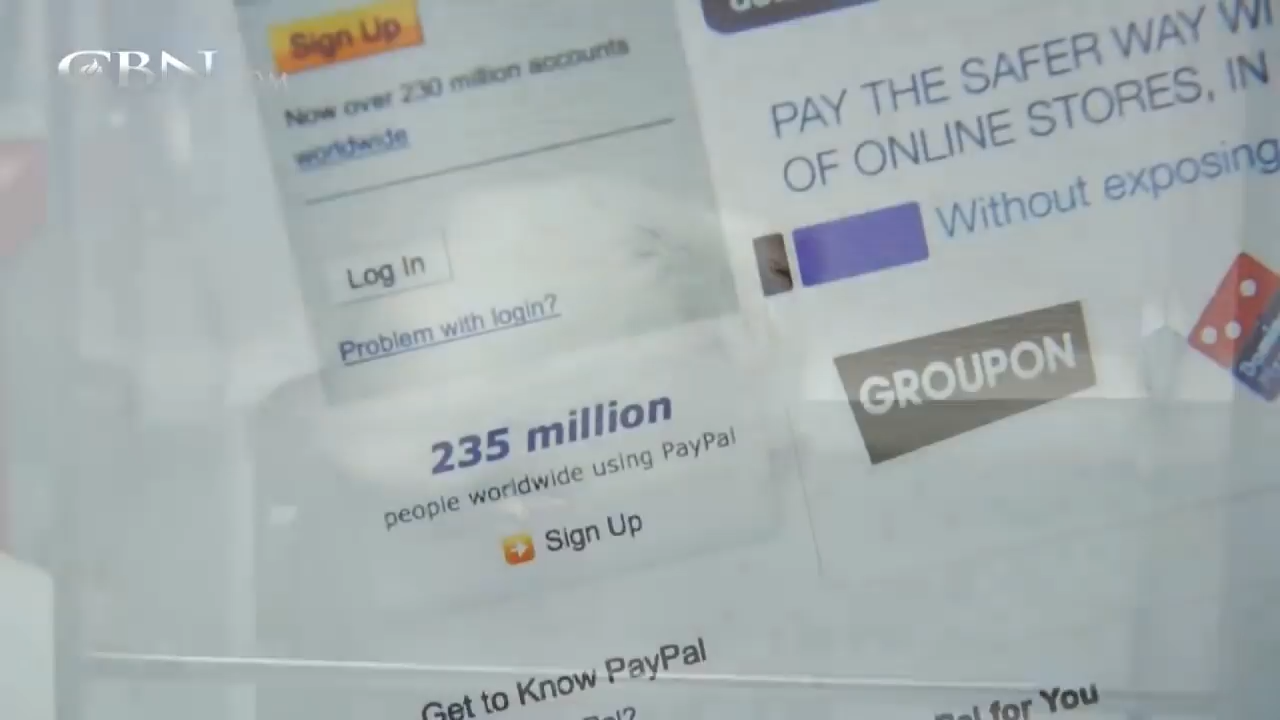 CBN.COM
Sign Up
Now over 230 million accounts
worldwide
Log In
Problem with login?
235 million
people worldwide using PayPal
Sign Up
Get to Know PayPal
PAY THE SAFER WAY WI
OF ONLINE STORES, IN
Without exposing
GROUPON
for You